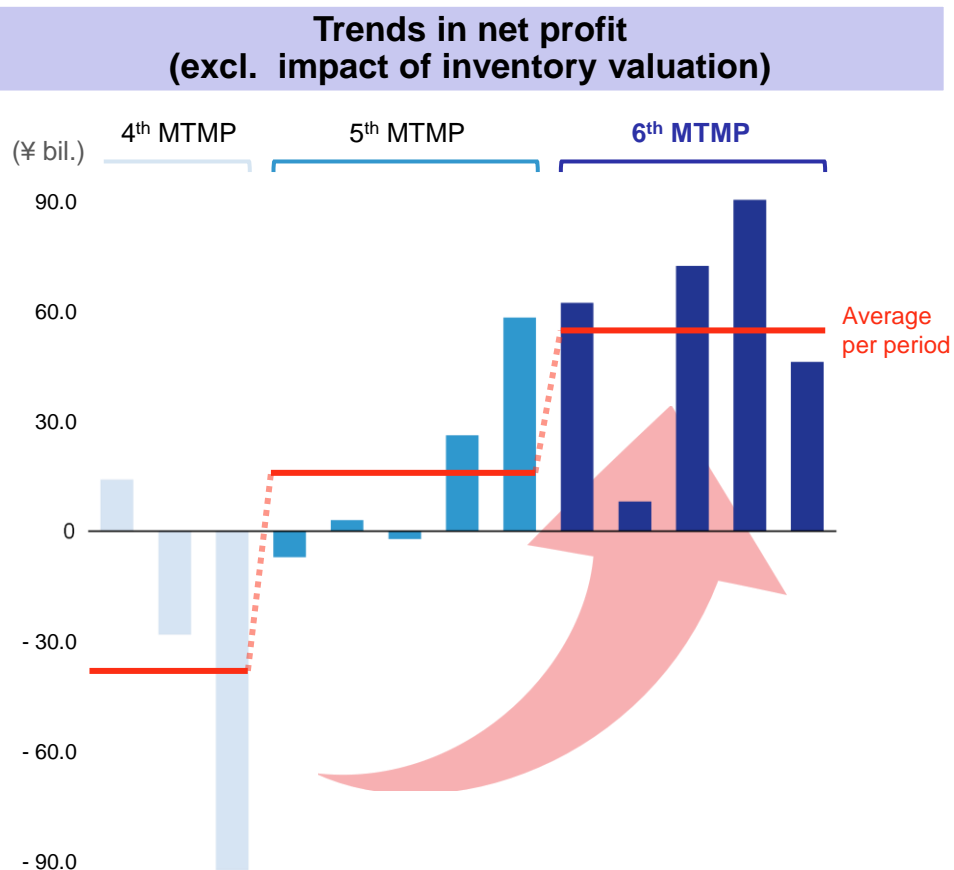 Trends in net profit
(excl.  impact of inventory valuation)
4th MTMP
5th MTMP
6th MTMP
(¥ bil.)
90.0
60.0
Average
per period
30.0
0
- 30.0
- 60.0
- 90.0